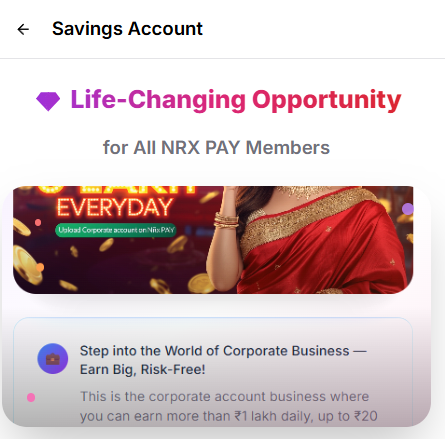 Savings Account
Life-Changing Opportunity
for All NRX PAY Members
EVERYDAY
Upload Corporate account on Nrx PAY
Step into the World of Corporate Business —
Earn Big, Risk-Free!
This is the corporate account business where
you can earn more than ₹1 lakh daily, up to ₹20